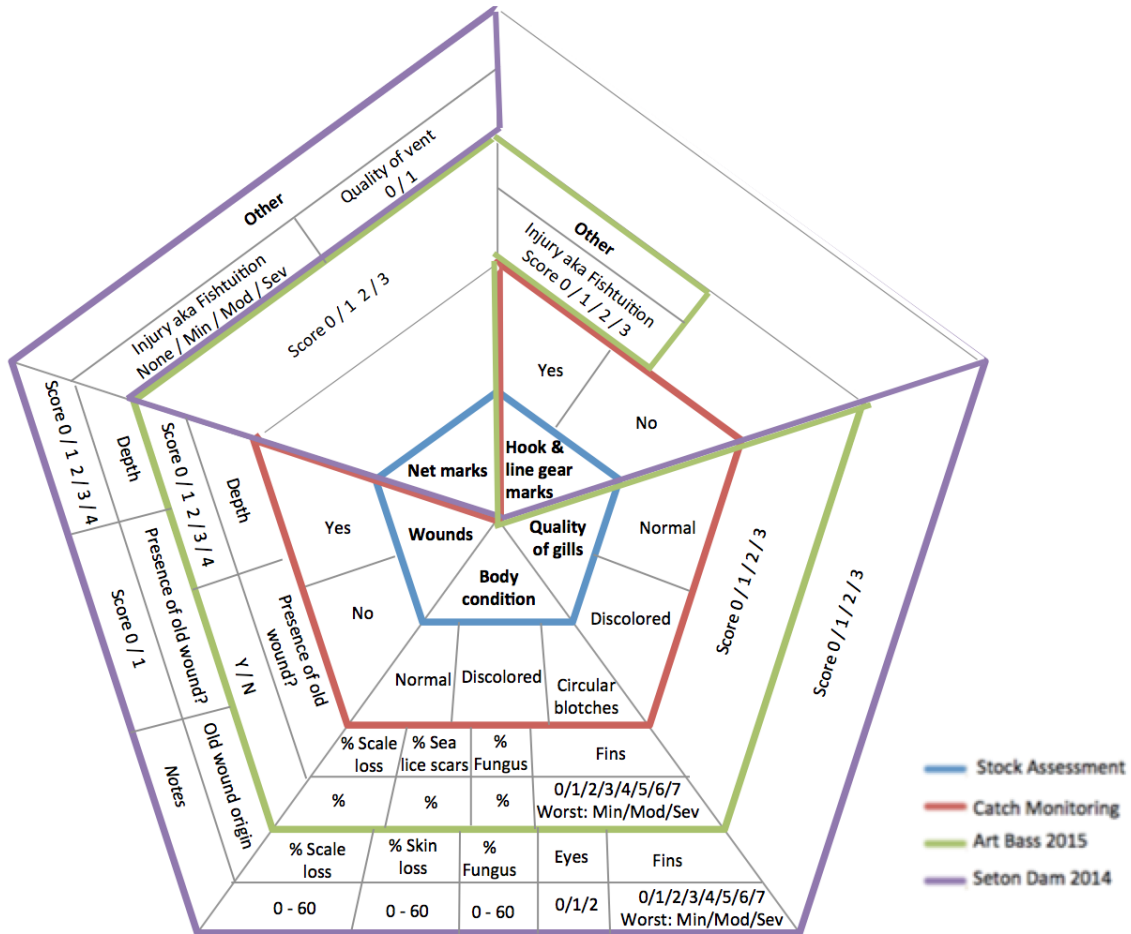 Other
Quality of vent
0 / 1
Injury aka Fishtuition
None / Min / Mod / Sev
Score 0 / 1 2 / 3
Other
Injury aka Fishtuition
Score 0 / 1 / 2 / 3
Yes
No
Net marks
Hook &
line gear
marks
Wounds
Quality
of gills
Body
condition
Score 0 / 1 2 / 3 / 4
Depth
Score 0 / 1 2 / 3 / 4
Depth
Yes
No
Score 0 / 1
Presence of old
wound?
Y / N
Presence of old
wound?
Notes
Old wound origin
Normal
Discolored
Score 0 / 1 / 2 / 3
Score 0 / 1 / 2 / 3
Normal
Discolored
Circular
blotches
% Scale
loss
% Sea
lice scars
%
Fungus
Fins
%
%
%
0/1/2/3/4/5/6/7
Worst: Min/Mod/Sev
% Scale
loss
% Skin
loss
%
Fungus
Eyes
Fins
0 - 60
0 - 60
0 - 60
0/1/2
0/1/2/3/4/5/6/7
Worst: Min/Mod/Sev
Stock Assessment
Catch Monitoring
Art Bass 2015
Seton Dam 2014